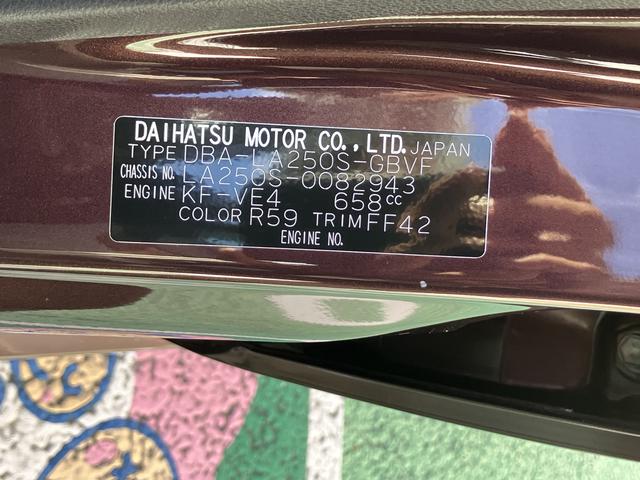 DAIHATSU MOTOR CO., LTD. JAPAN
TYPE DBA-LA250S-GBVF
CHASSIS NO. LA250S-0082943
ENGINE KF-VE4 658cc
COLOR R59 TRIM FF42
ENGINE NO.